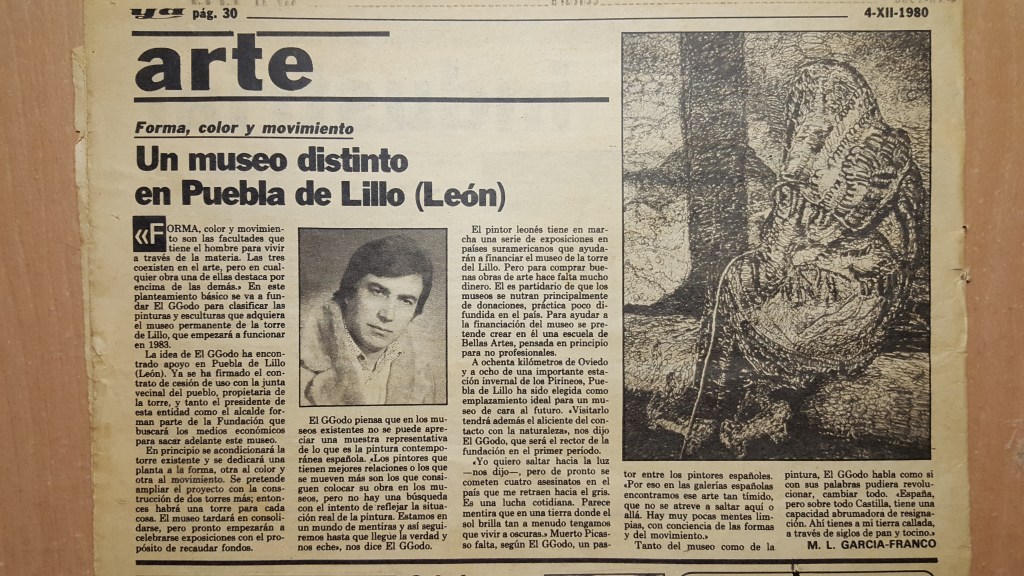 ya pág. 30
4-XII-1980
arte
Forma, color y movimiento
Un museo distinto
en Puebla de Lillo (León)
«FORMA, color y movimien-
to son las facultades que
tiene el hombre para vivir
a través de la materia. Las tres
coexisten en el arte, pero en cual-
quier obra una de ellas destaca por
encima de las demás.» En este
planteamiento básico se va a fun-
dar El GGodo para clasificar las
pinturas y esculturas que adquiera
el museo permanente de la torre
de Lillo, que empezará a funcionar
en 1983.
La idea de El GGodo ha encon-
trado apoyo en Puebla de Lillo
(León). Ya se ha firmado el con-
trato de cesión de uso con la junta
vecinal del pueblo, propietaria de
la torre, y tanto el presidente de
esta entidad como el alcalde for-
man parte de la Fundación que
buscará los medios económicos
para sacar adelante este museo.
En principio se acondicionará la
torre existente y se dedicará una
planta a la forma, otra al color y
otra al movimiento. Se pretende
ampliar el proyecto con la cons-
trucción de dos torres más; enton-
ces habrá una torre para cada
cosa. El museo tardará en consoli-
darse, pero pronto empezarán a
celebrarse exposiciones con el pro-
pósito de recaudar fondos.
El GGodo piensa que en los mu-
seos existentes no se puede apre-
ciar una muestra representativa
de lo que es la pintura contempo-
ránea española. «Los pintores que
tienen mejores relaciones o los que
se mueven más son los que consi-
guen colocar su obra en los mu-
seos, pero no hay una búsqueda
con el intento de reflejar la situa-
ción real de la pintura. Estamos en
un mundo de mentiras y así segui-
remos hasta que llegue la verdad y
nos eche», nos dice El GGodo.
El pintor leonés tiene en mar-
cha una serie de exposiciones en
países suramericanos que ayuda-
rán a financiar el museo de la torre
del Lillo. Pero para comprar bue-
nas obras de arte hace falta mucho
dinero. El es partidario de que los
museos se nutran principalmente
de donaciones, práctica poco di-
fundida en el país. Para ayudar a
la financiación del museo se pre-
tende crear en él una escuela de
Bellas Artes, pensada en principio
para no profesionales.
A ochenta kilómetros de Oviedo
y a ocho de una importante esta-
ción invernal de los Pirineos, Pue-
bla de Lillo ha sido elegida como
emplazamiento ideal para un mu-
seo de cara al futuro. «Visitarlo
tendrá además el aliciente del con-
tacto con la naturaleza», nos dijo
El GGodo, que será el rector de la
fundación en el primer periodo.
«Yo quiero saltar hacia la luz
—nos dijo—, pero de pronto se
cometen cuatro asesinatos en el
país que me retraen hacia el gris.
Es una lucha cotidiana. Parece
mentira que en una tierra donde el
sol brilla tan a menudo tengamos
que vivir a oscuras.» Muerto Picas-
so falta, según El GGodo, un pas-
tor entre los pintores españoles.
«Por eso en las galerías españolas
encontramos ese arte tan tímido,
que no se atreve a saltar aquí o
allá. Hay muy pocas mentes lim-
pias, con conciencia de las formas
y del movimiento.»
Tanto del museo como de la
pintura, El GGodo habla como si
con sus palabras pudiera revolu-
cionar, cambiar todo. «España,
pero sobre todo Castilla, tiene una
capacidad abrumadora de resigna-
ción. Ahí tienes a mi tierra callada,
a través de siglos de pan y tocino.»
M. L. GARCIA-FRANCO